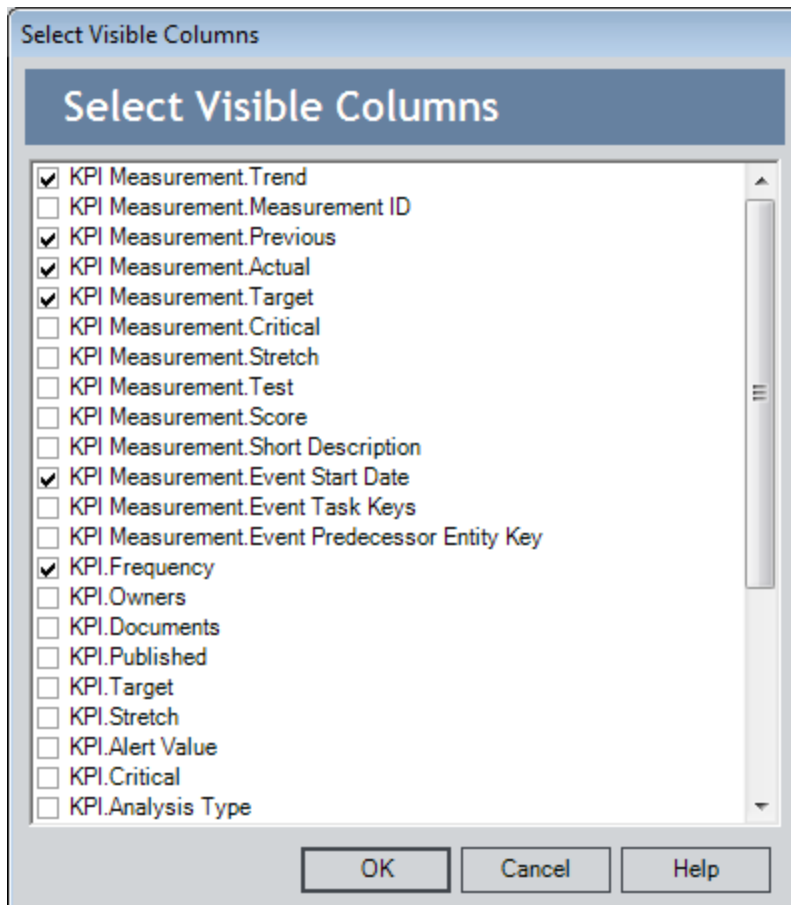 Select Visible Columns
Select Visible Columns
KPI Measurement.Trend
KPI Measurement.Measurement ID
KPI Measurement.Previous
KPI Measurement.Actual
KPI Measurement.Target
KPI Measurement.Critical
KPI Measurement.Stretch
KPI Measurement.Test
KPI Measurement.Score
KPI Measurement.Short Description
KPI Measurement.Event Start Date
KPI Measurement.Event Task Keys
KPI Measurement.Event Predecessor Entity Key
KPI.Frequency
KPI.Owners
KPI.Documents
KPI.Published
KPI.Target
KPI.Stretch
KPI.Alert Value
KPI.Critical
KPI.Analysis Type
OK Cancel Help